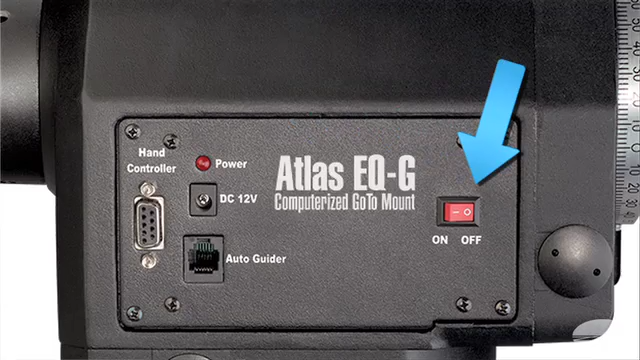 Hand
Controller
Power
DC 12V
Auto Guider
Atlas EQ-G
Computerized GoTo Mount
ON OFF